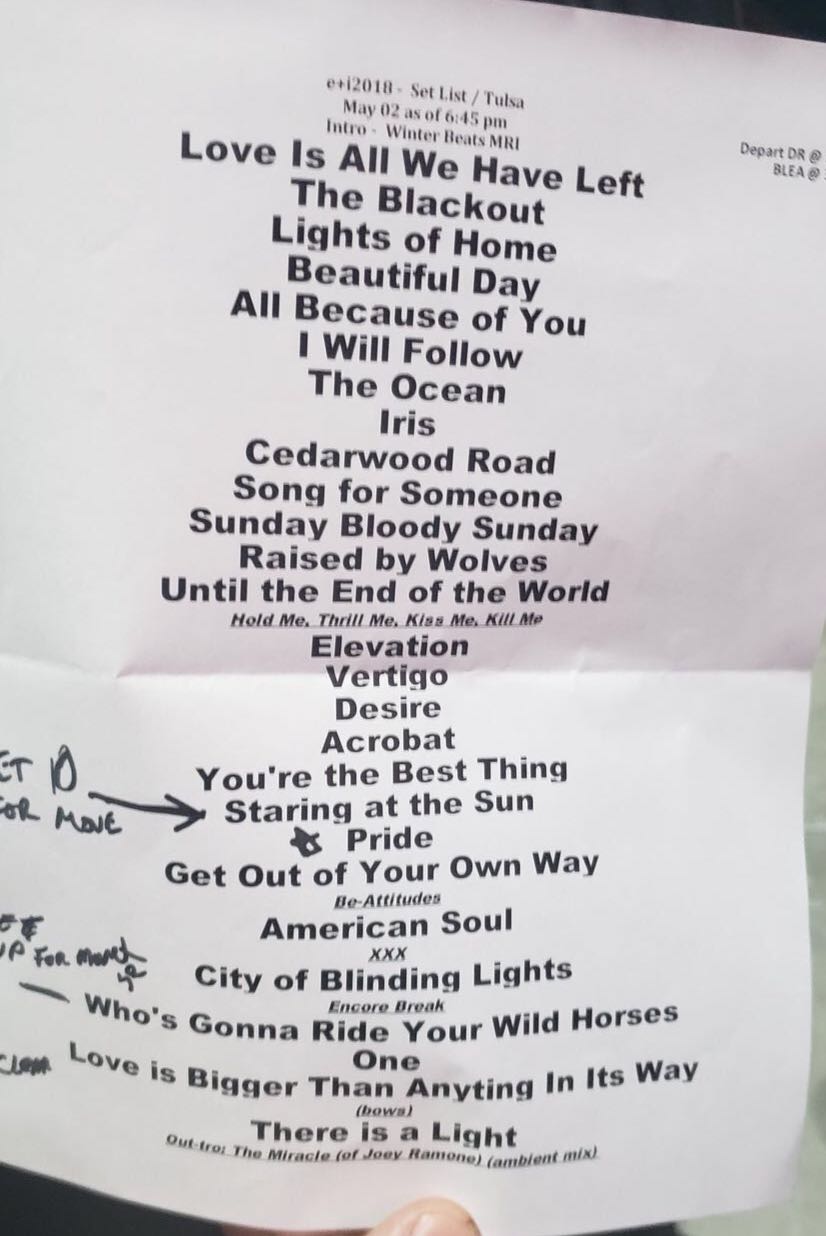 e+i2018 - Set List / Tulsa
May 02 as of 6:45 pm
Intro - Winter Beats MRI
Depart DR @
BLEA @
Love Is All We Have Left
The Blackout
Lights of Home
Beautiful Day
All Because of You
I Will Follow
The Ocean
Iris
Cedarwood Road
Song for Someone
Sunday Bloody Sunday
Raised by Wolves
Until the End of the World
Hold Me, Thrill Me, Kiss Me, Kill Me
Elevation
Vertigo
Desire
Acrobat
You're the Best Thing
Staring at the Sun
FOR MOVE
Pride
Get Out of Your Own Way
Be-Attitudes
American Soul
XXX
UP FOR
City of Blinding Lights
Encore Break
Who's Gonna Ride Your Wild Horses
One
Love is Bigger Than Anyting In Its Way
(bows)
There is a Light
Out-tro: The Miracle (of Joey Ramone) (ambient mix)